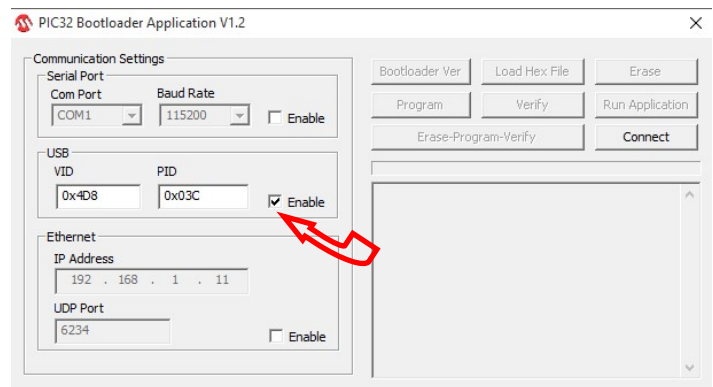 PIC32 Bootloader Application V1.2
Communication Settings
Serial Port
Com Port Baud Rate
COM1 115200 Enable
USB
VID PID
0x4D8 0x03C Enable
Ethernet
IP Address
192 . 168 . 1 . 11
UDP Port
6234 Enable
Bootloader Ver Load Hex File Erase
Program Verify Run Application
Erase-Program-Verify Connect